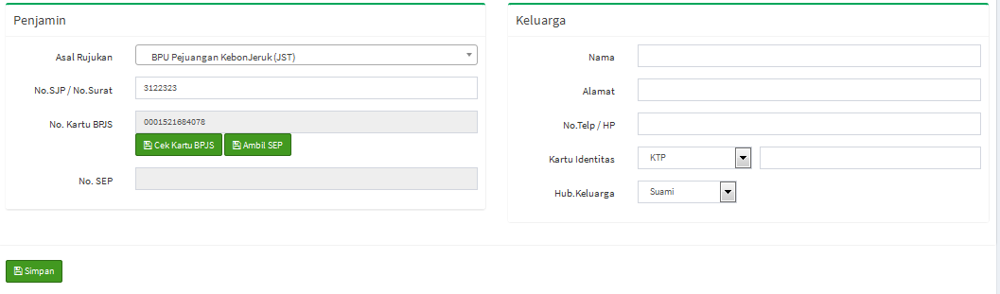 Penjamin
Asal Rujukan
BPU Pejuangan KebonJeruk (JST)
No.SJP / No.Surat
3122323
No. Kartu BPJS
0001521684078
Cek Kartu BPJS
Ambil SEP
No. SEP
Keluarga
Nama
Alamat
No.Telp / HP
Kartu Identitas
KTP
Hub.Keluarga
Suami
Simpan